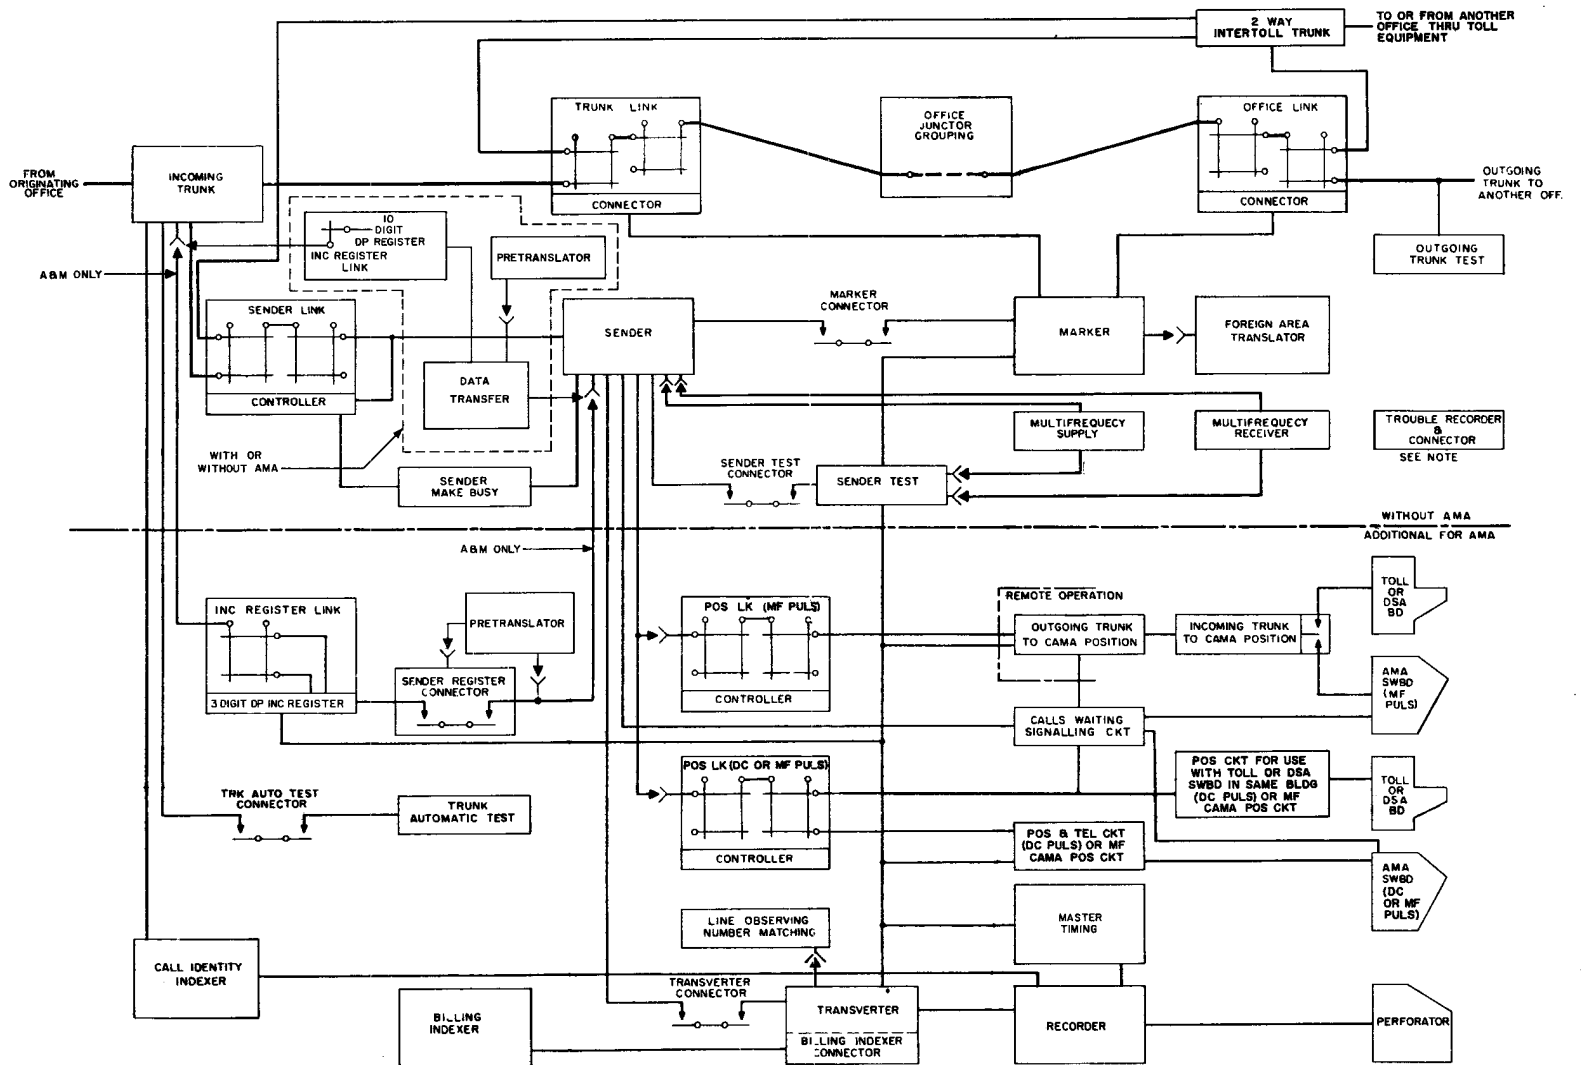 2 WAY
INTERTOLL TRUNK
TO OR FROM ANOTHER
OFFICE THRU TOLL
EQUIPMENT
TRUNK LINK
CONNECTOR
OFFICE
JUNCTOR
GROUPING
OFFICE LINK
CONNECTOR
FROM
ORIGINATING
OFFICE
INCOMING
TRUNK
OUTGOING
TRUNK TO
ANOTHER OFF.
10
DIGIT
DP REGISTER
INC REGISTER
LINK
PRETRANSLATOR
OUTGOING
TRUNK TEST
A&M ONLY
SENDER LINK
CONTROLLER
DATA
TRANSFER
SENDER
MARKER
CONNECTOR
MARKER
FOREIGN AREA
TRANSLATOR
MULTIFREQUECY
SUPPLY
MULTIFREQUECY
RECEIVER
TROUBLE RECORDER
&
CONNECTOR
SEE NOTE
WITH OR
WITHOUT AMA
SENDER
MAKE BUSY
SENDER TEST
CONNECTOR
SENDER TEST
WITHOUT AMA
ADDITIONAL FOR AMA
A&M ONLY
INC REGISTER LINK
3 DIGIT DP INC REGISTER
PRETRANSLATOR
SENDER REGISTER
CONNECTOR
POS LK (MF PULS)
CONTROLLER
REMOTE OPERATION
OUTGOING TRUNK
TO CAMA POSITION
INCOMING TRUNK
TO CAMA POSITION
TOLL
OR
DSA
BD
AMA
SWBD
(MF
PULS)
CALLS WAITING
SIGNALLING CKT
POS LK (DC OR MF PULS)
CONTROLLER
POS CKT FOR USE
WITH TOLL OR DSA
SWBD IN SAME BLDG
(DC PULS) OR MF
CAMA POS CKT
TOLL
OR
DSA
BD
TRK AUTO TEST
CONNECTOR
TRUNK
AUTOMATIC TEST
POS & TEL CKT
(DC PULS) OR MF
CAMA POS CKT
AMA
SWBD
(DC
OR MF
PULS)
LINE OBSERVING
NUMBER MATCHING
MASTER
TIMING
CALL IDENTITY
INDEXER
TRANSVERTER
CONNECTOR
BILLING
INDEXER
TRANSVERTER
BILLING INDEXER
CONNECTOR
RECORDER
PERFORATOR